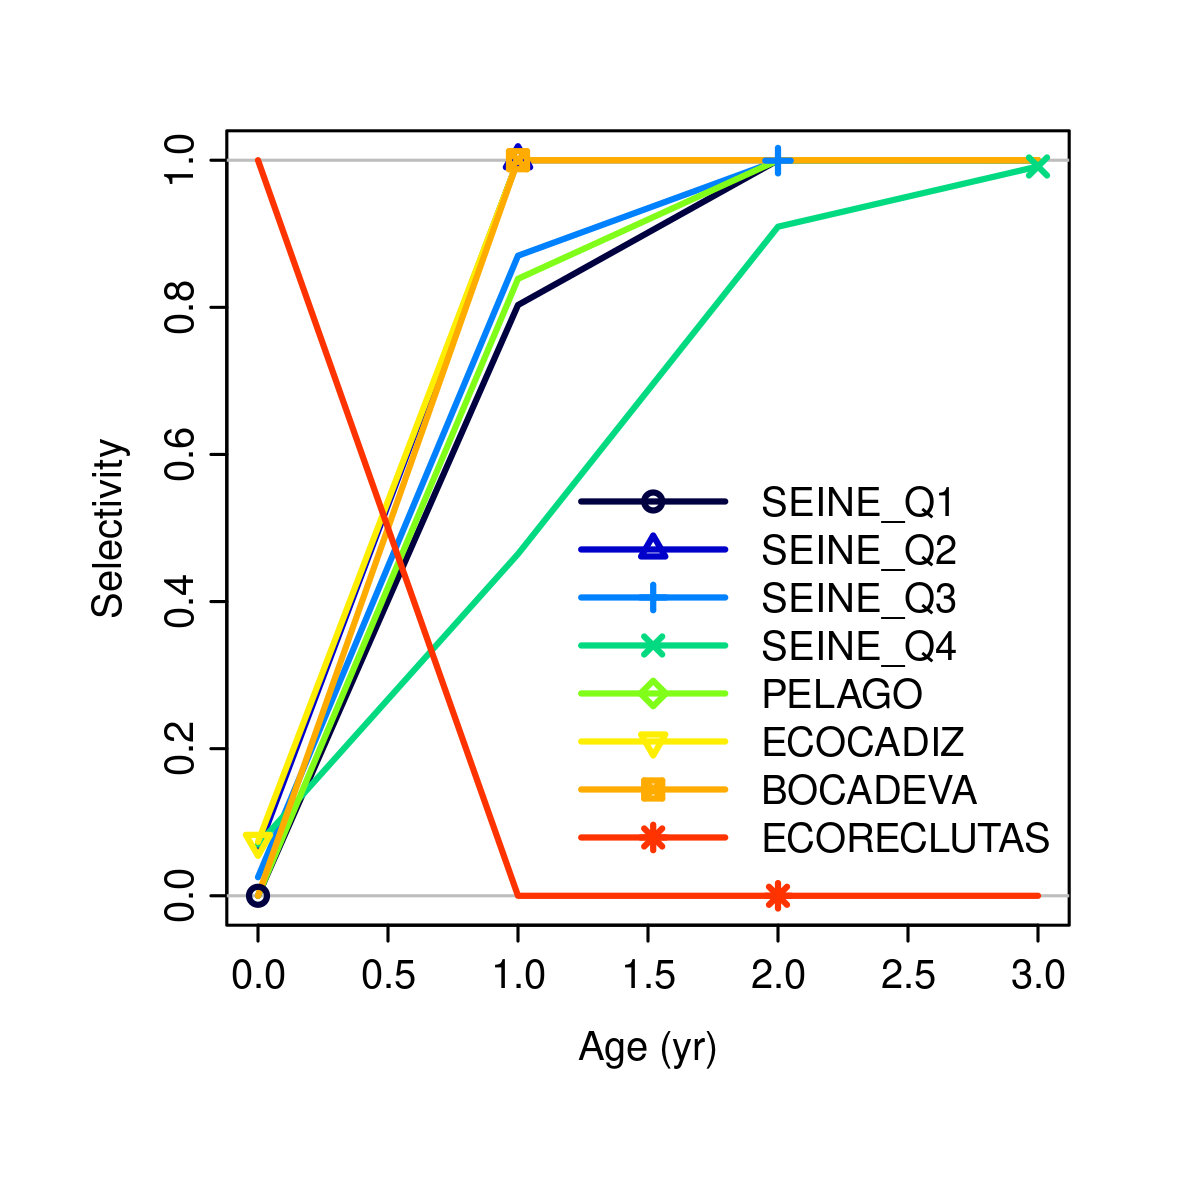 1.0
0.8
0.6
0.4
0.2
0.0
Selectivity
SEINE_Q1
SEINE_Q2
SEINE_Q3
SEINE_Q4
PELAGO
ECOCADIZ
BOCADEVA
ECORECLUTAS
0.0 0.5 1.0 1.5 2.0 2.5 3.0
Age (yr)